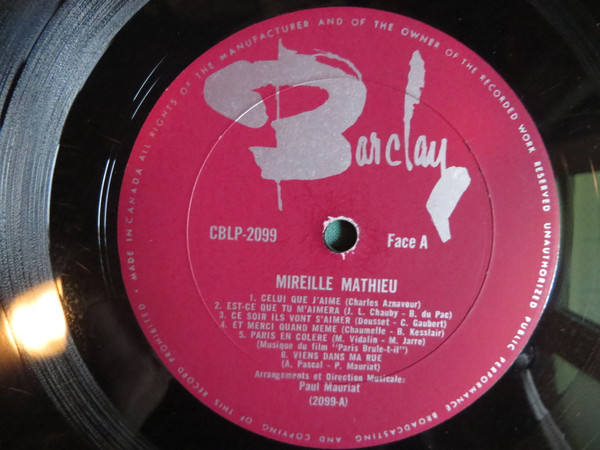 MADE IN CANADA ALL RIGHTS OF THE MANUFACTURER AND OF THE OWNER OF THE RECORDED WORK RESERVED UNAUTHORIZED PUBLIC PERFORMANCE BROADCASTING AND COPYING OF THIS RECORD PROHIBITED •
Barclay
CBLP-2099
Face A
MIREILLE MATHIEU
1. CELUI QUE J'AIME (Charles Aznavour)
2. EST-CE QUE TU M'AIMERA (J. L. Chauby - B. du Pac)
3. CE SOIR ILS VONT S'AIMER (Dousset - C. Gaubert)
4. ET MERCI QUAND MEME (Chaumelle - B. Kesslair)
5. PARIS EN COLERE (M. Vidalin - M. Jarre)
(Musique du film "Paris Brule-t-il")
6. VIENS DANS MA RUE
(A. Pascal - P. Mauriat)
Arrangements et Direction Musicale:
Paul Mauriat
(2099-A)